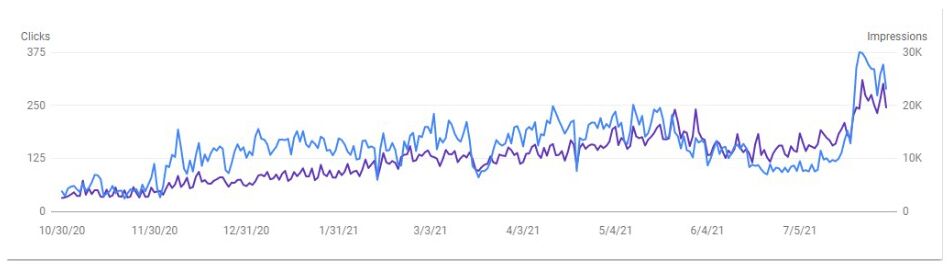 Clicks Impressions
375 30K
250 20K
125 10K
0 0
10/30/20 11/30/20 12/31/20 1/31/21 3/3/21 4/3/21 5/4/21 6/4/21 7/5/21